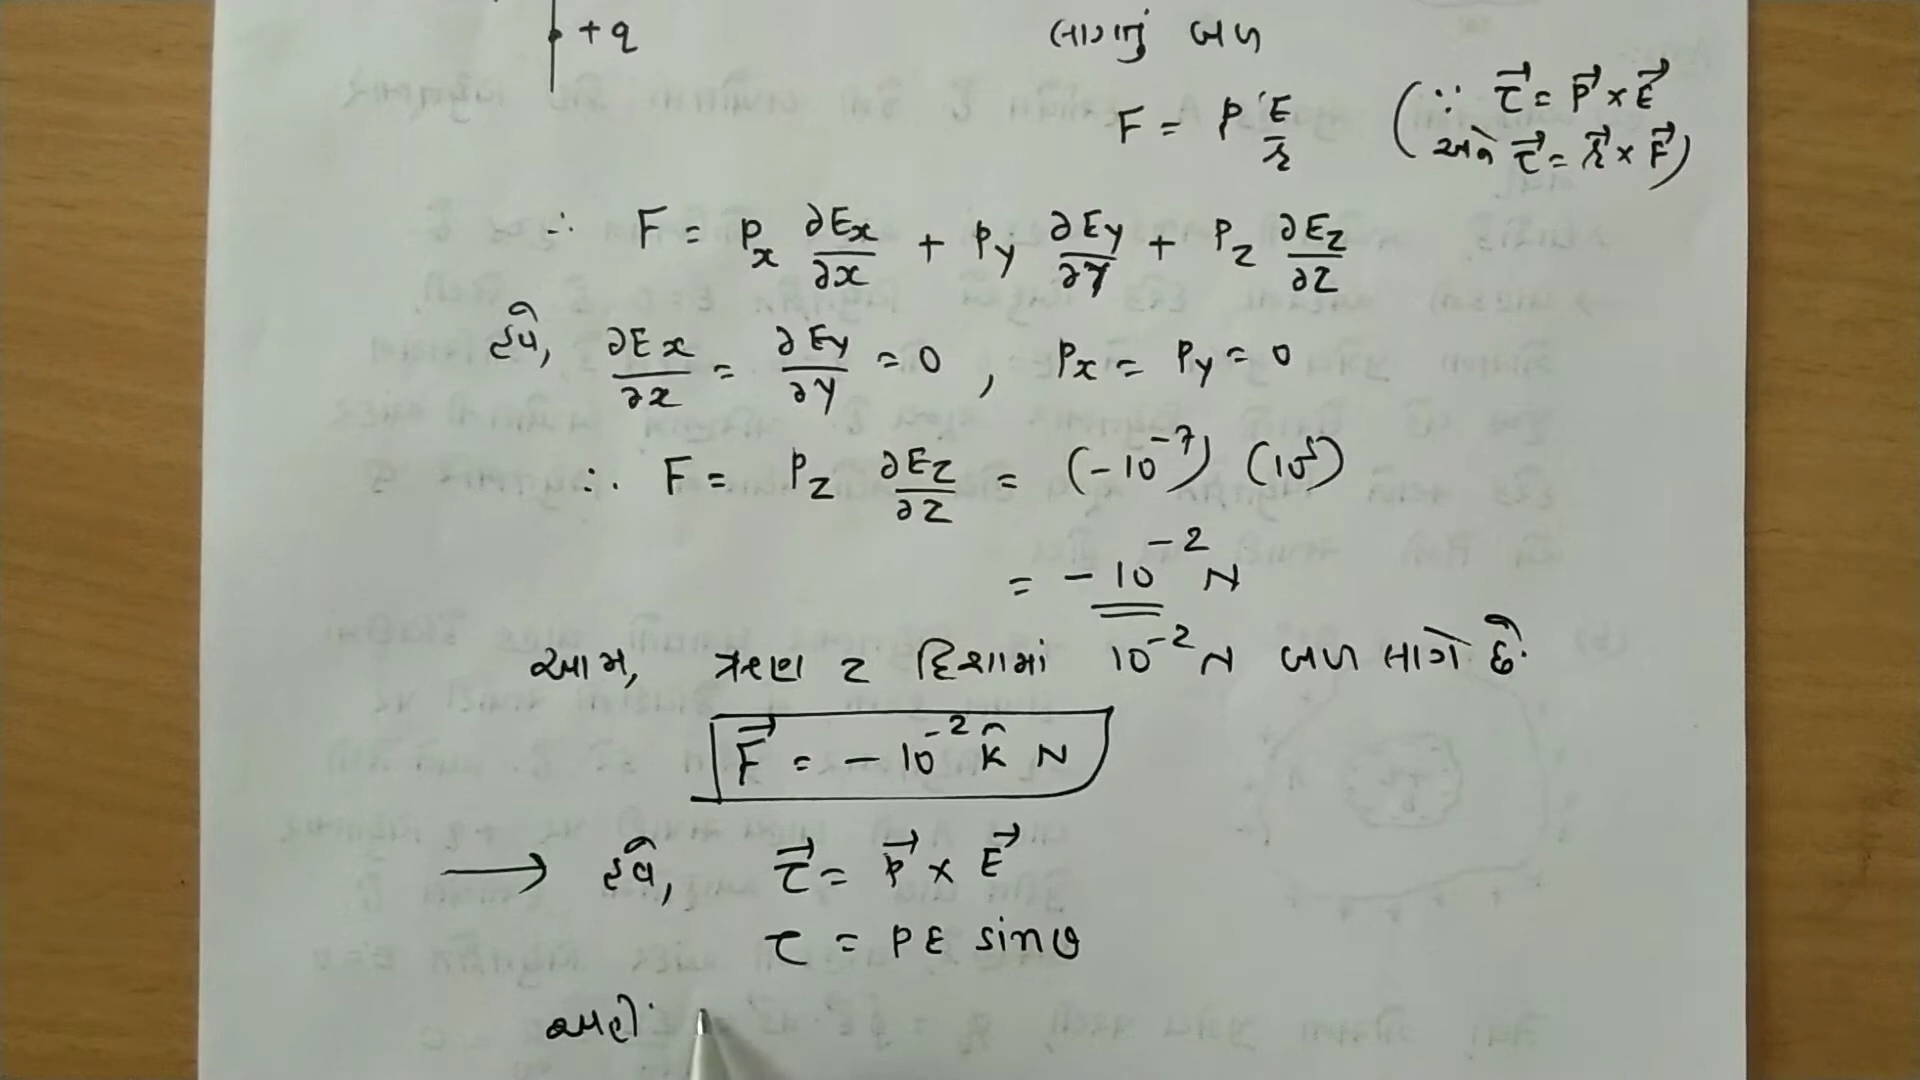 +q
લાગતું બળ
F = P E/r (∵ τ⃗ = P⃗ × E⃗
અને τ⃗ = r⃗ × F⃗)
∴ F = Px ∂Ex/∂x + Py ∂Ey/∂y + Pz ∂Ez/∂z
હવે, ∂Ex/∂x = ∂Ey/∂y = 0, Px = Py = 0
∴ F = Pz ∂Ez/∂z = (-10⁻⁷) (10⁵)
= -10⁻² N
આમ, ઋણ z દિશામાં 10⁻² N બળ લાગે છે.
F⃗ = -10⁻² k̂ N
→ હવે, τ⃗ = P⃗ × E⃗
τ = PE sinθ
અહીં